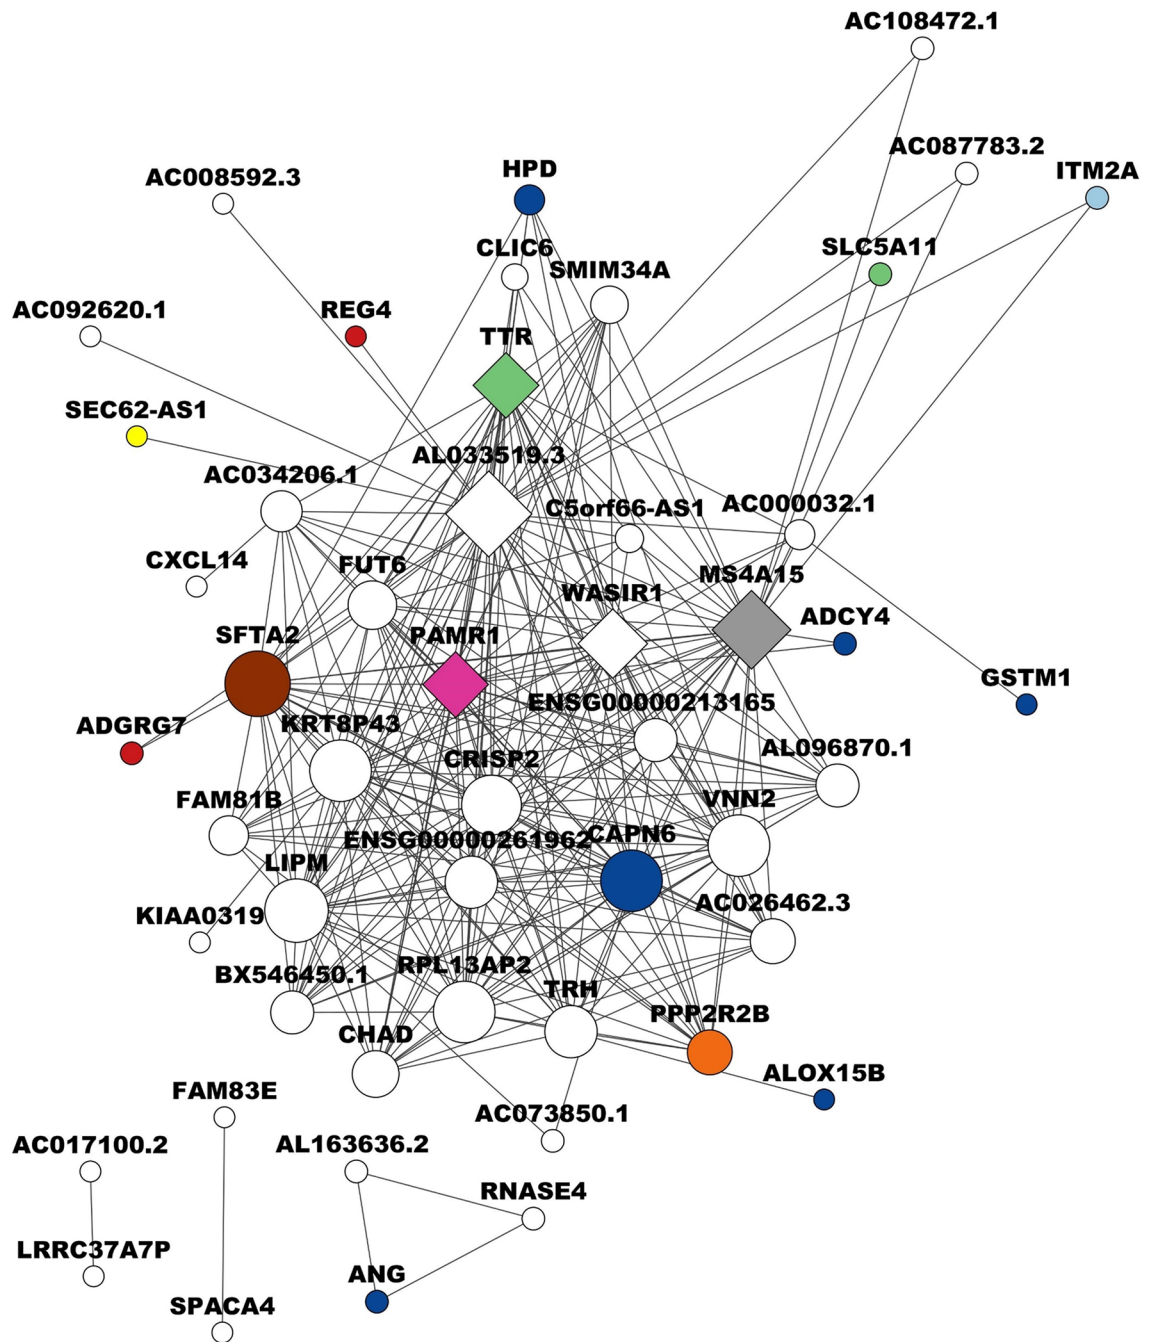 AC108472.1
AC087783.2
HPD
ITM2A
AC008592.3
CLIC6
SLC5A11
SMIM34A
AC092620.1
REG4
TTR
SEC62-AS1
AL033519.3
AC034206.1
AC000032.1
C5orf66-AS1
CXCL14
FUT6
MS4A15
WASIR1
ADCY4
SFTA2
PAMR1
GSTM1
ENSG00000213165
ADGRG7
KRT8P43
AL096870.1
CRISP2
FAM81B
VNN2
CAPN6
ENSG00000261962
LIPM
AC026462.3
KIAA0319
RPL13AP2
BX546450.1
TRH
PPP2R2B
CHAD
ALOX15B
FAM83E
AC073850.1
AC017100.2
AL163636.2
RNASE4
LRRC37A7P
ANG
SPACA4